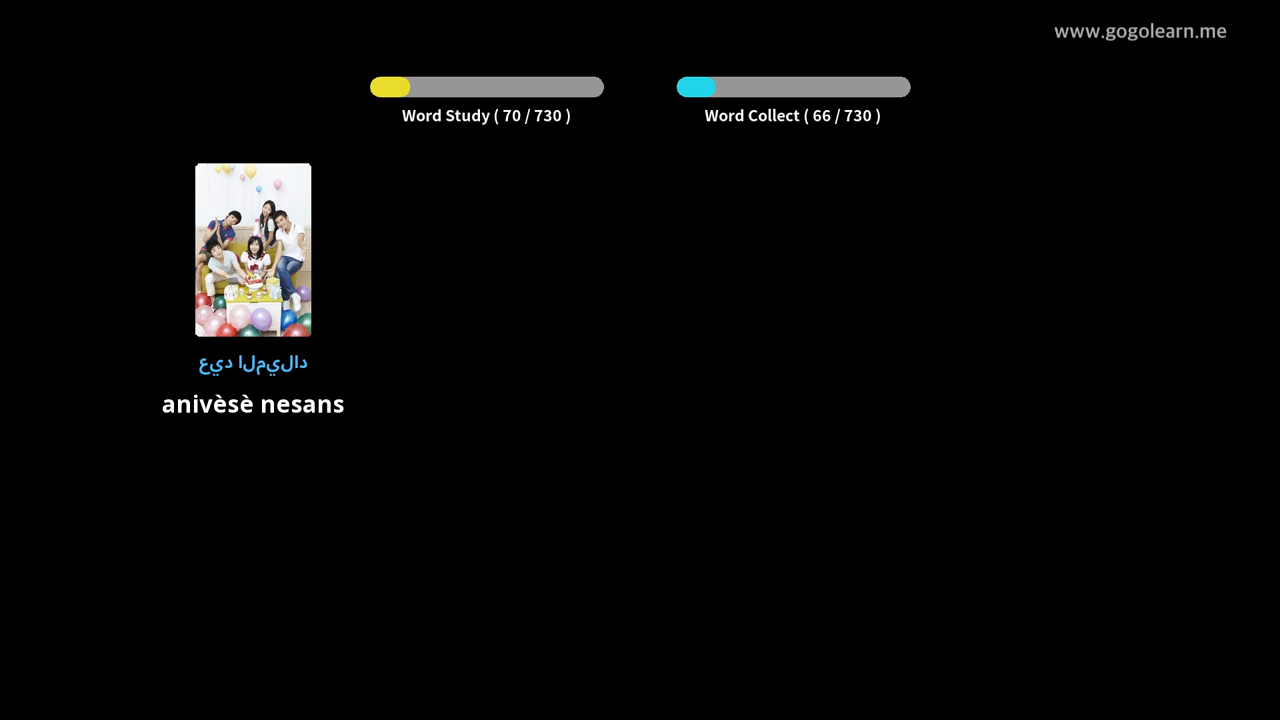 www.gogolearn.me
Word Study ( 70 / 730 )
Word Collect ( 66 / 730 )
عيد الميلاد
anivèsè nesans